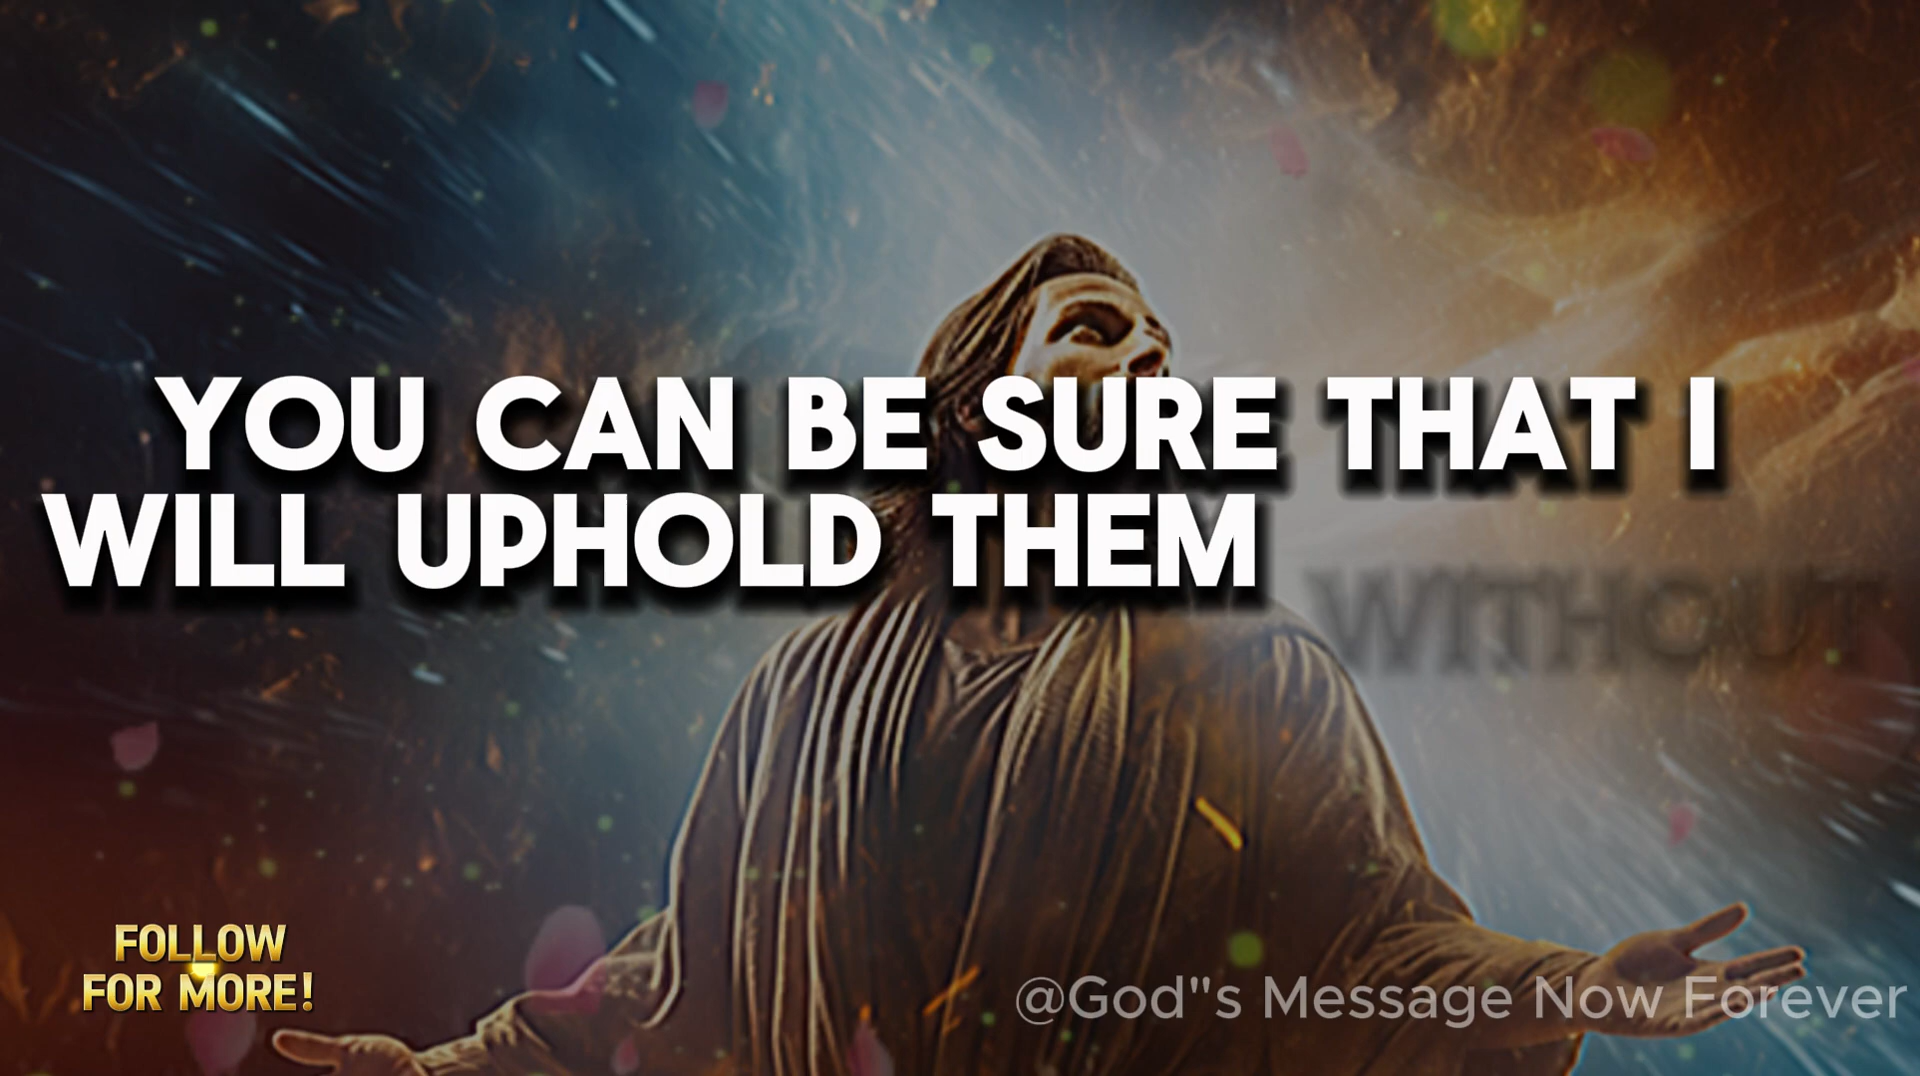 YOU CAN BE SURE THAT I
WILL UPHOLD THEM WITHOUT
FOLLOW
FOR MORE!
@God"s Message Now Forever